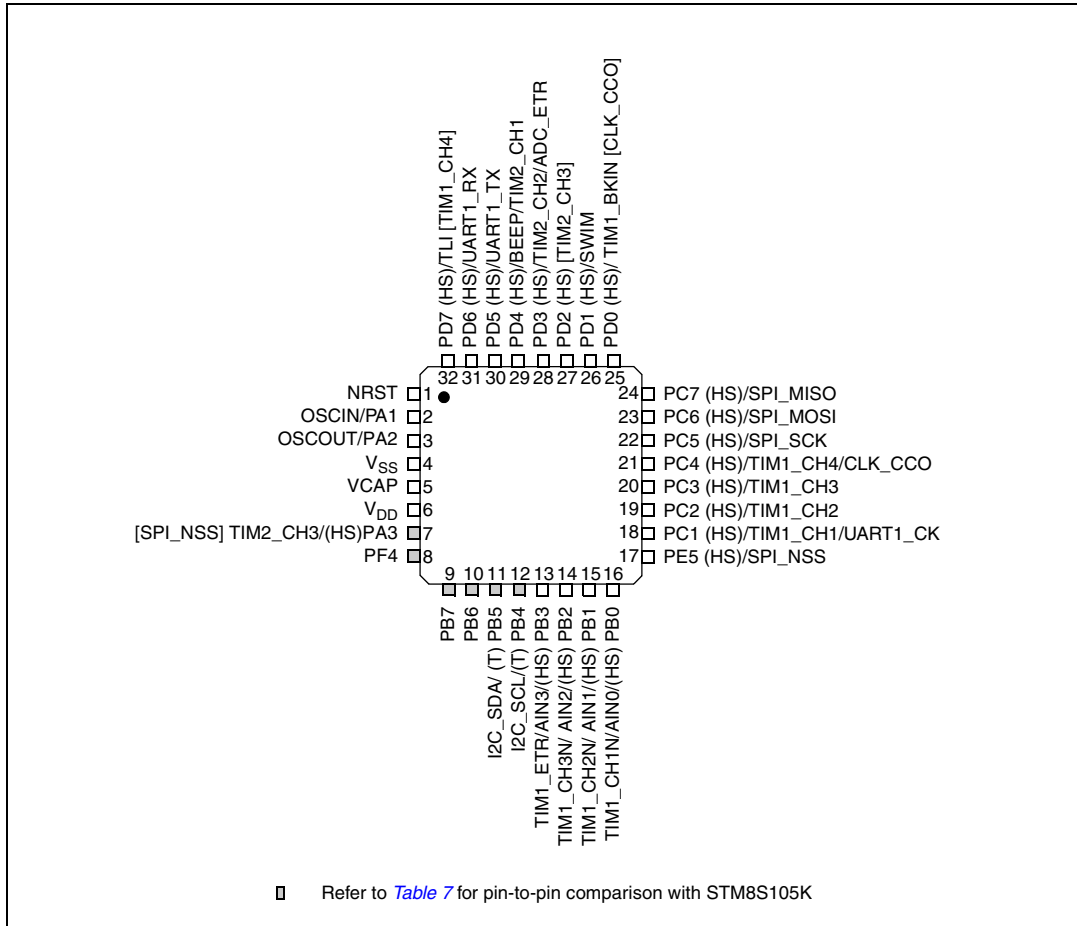 PD7 (HS)/TLI [TIM1_CH4]
PD6 (HS)/UART1_RX
PD5 (HS)/UART1_TX
PD4 (HS)/BEEP/TIM2_CH1
PD3 (HS)/TIM2_CH2/ADC_ETR
PD2 (HS) [TIM2_CH3]
PD1 (HS)/SWIM
PD0 (HS)/ TIM1_BKIN [CLK_CCO]
32 31 30 29 28 27 26 25
NRST 1
OSCIN/PA1 2
OSCOUT/PA2 3
VSS 4
VCAP 5
VDD 6
[SPI_NSS] TIM2_CH3/(HS)PA3 7
PF4 8
24 PC7 (HS)/SPI_MISO
23 PC6 (HS)/SPI_MOSI
22 PC5 (HS)/SPI_SCK
21 PC4 (HS)/TIM1_CH4/CLK_CCO
20 PC3 (HS)/TIM1_CH3
19 PC2 (HS)/TIM1_CH2
18 PC1 (HS)/TIM1_CH1/UART1_CK
17 PE5 (HS)/SPI_NSS
9 10 11 12 13 14 15 16
PB7
PB6
I2C_SDA/ (T) PB5
I2C_SCL/(T) PB4
TIM1_ETR/AIN3/(HS) PB3
TIM1_CH3N/ AIN2/(HS) PB2
TIM1_CH2N/ AIN1/(HS) PB1
TIM1_CH1N/AIN0/(HS) PB0
Refer to Table 7 for pin-to-pin comparison with STM8S105K